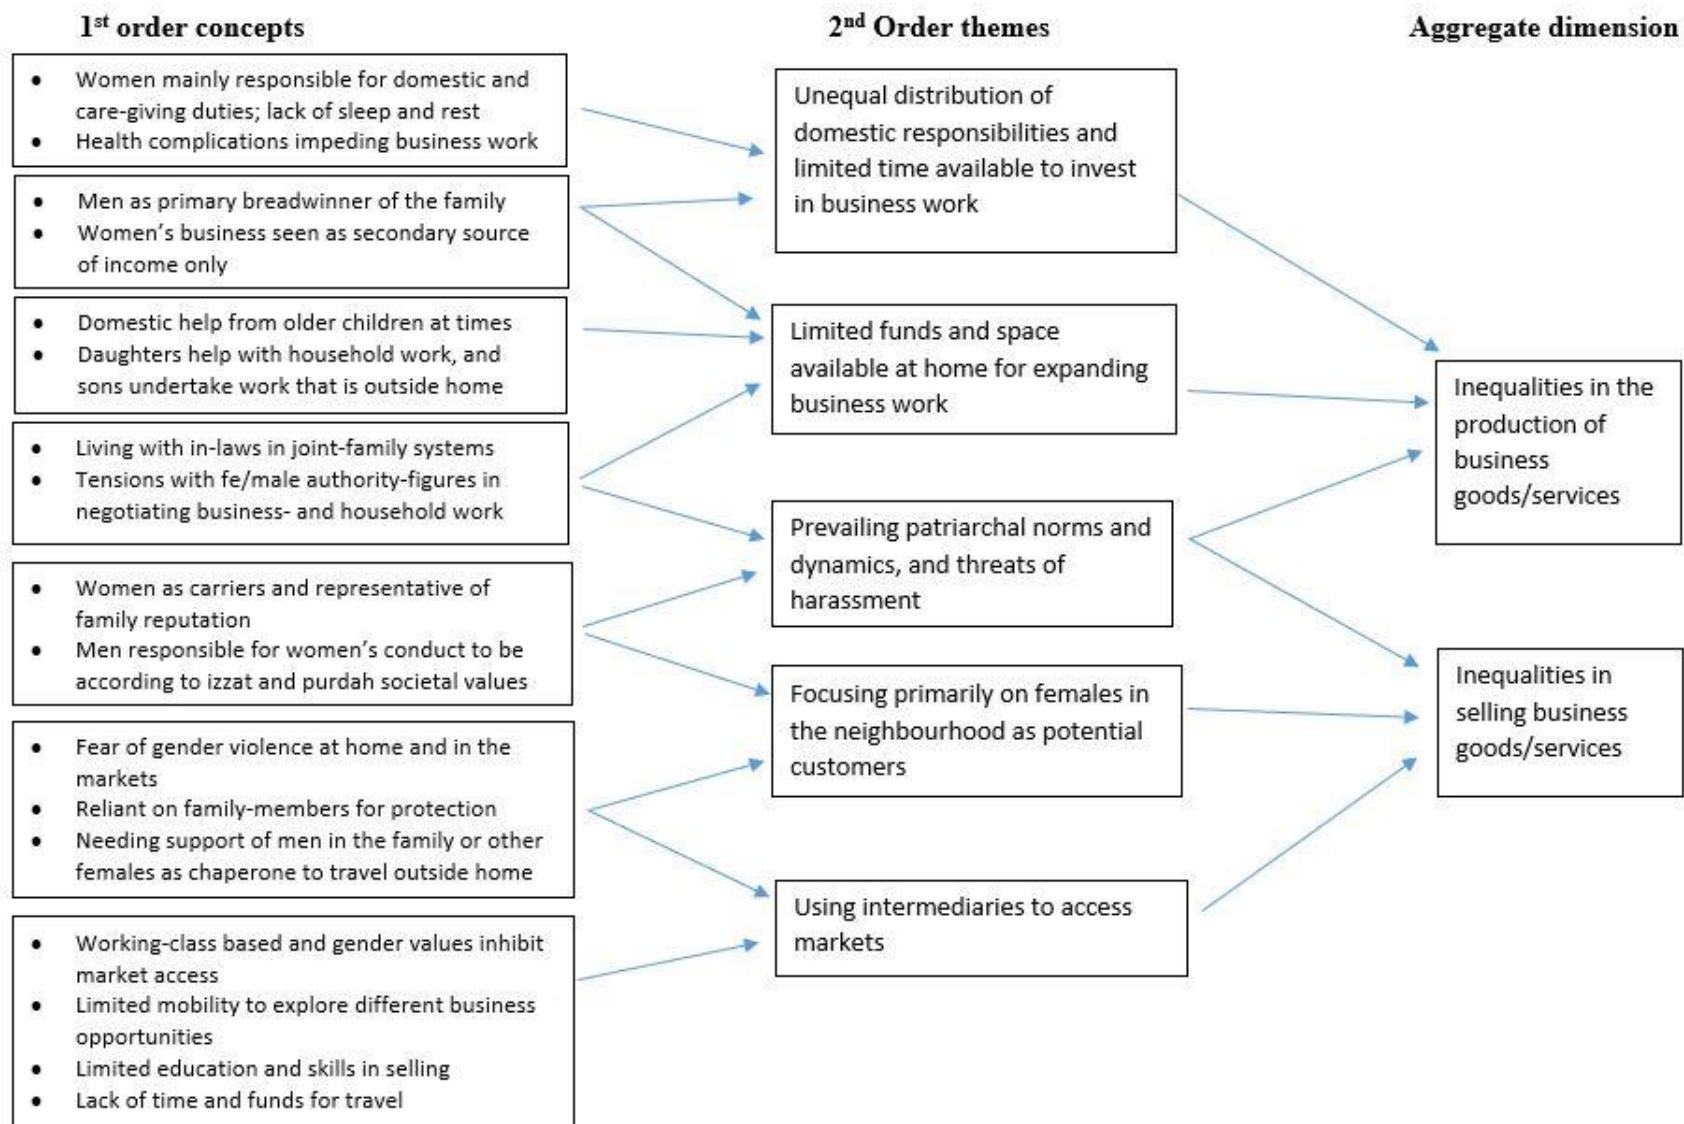 1st order concepts
2nd Order themes
Aggregate dimension
• Women mainly responsible for domestic and
care-giving duties; lack of sleep and rest
• Health complications impeding business work
• Men as primary breadwinner of the family
• Women’s business seen as secondary source
of income only
• Domestic help from older children at times
• Daughters help with household work, and
sons undertake work that is outside home
• Living with in-laws in joint-family systems
• Tensions with fe/male authority-figures in
negotiating business- and household work
• Women as carriers and representative of
family reputation
• Men responsible for women’s conduct to be
according to izzat and purdah societal values
• Fear of gender violence at home and in the
markets
• Reliant on family-members for protection
• Needing support of men in the family or other
females as chaperone to travel outside home
• Working-class based and gender values inhibit
market access
• Limited mobility to explore different business
opportunities
• Limited education and skills in selling
• Lack of time and funds for travel
Unequal distribution of
domestic responsibilities and
limited time available to invest
in business work
Limited funds and space
available at home for expanding
business work
Prevailing patriarchal norms and
dynamics, and threats of
harassment
Focusing primarily on females in
the neighbourhood as potential
customers
Using intermediaries to access
markets
Inequalities in the
production of
business
goods/services
Inequalities in
selling business
goods/services